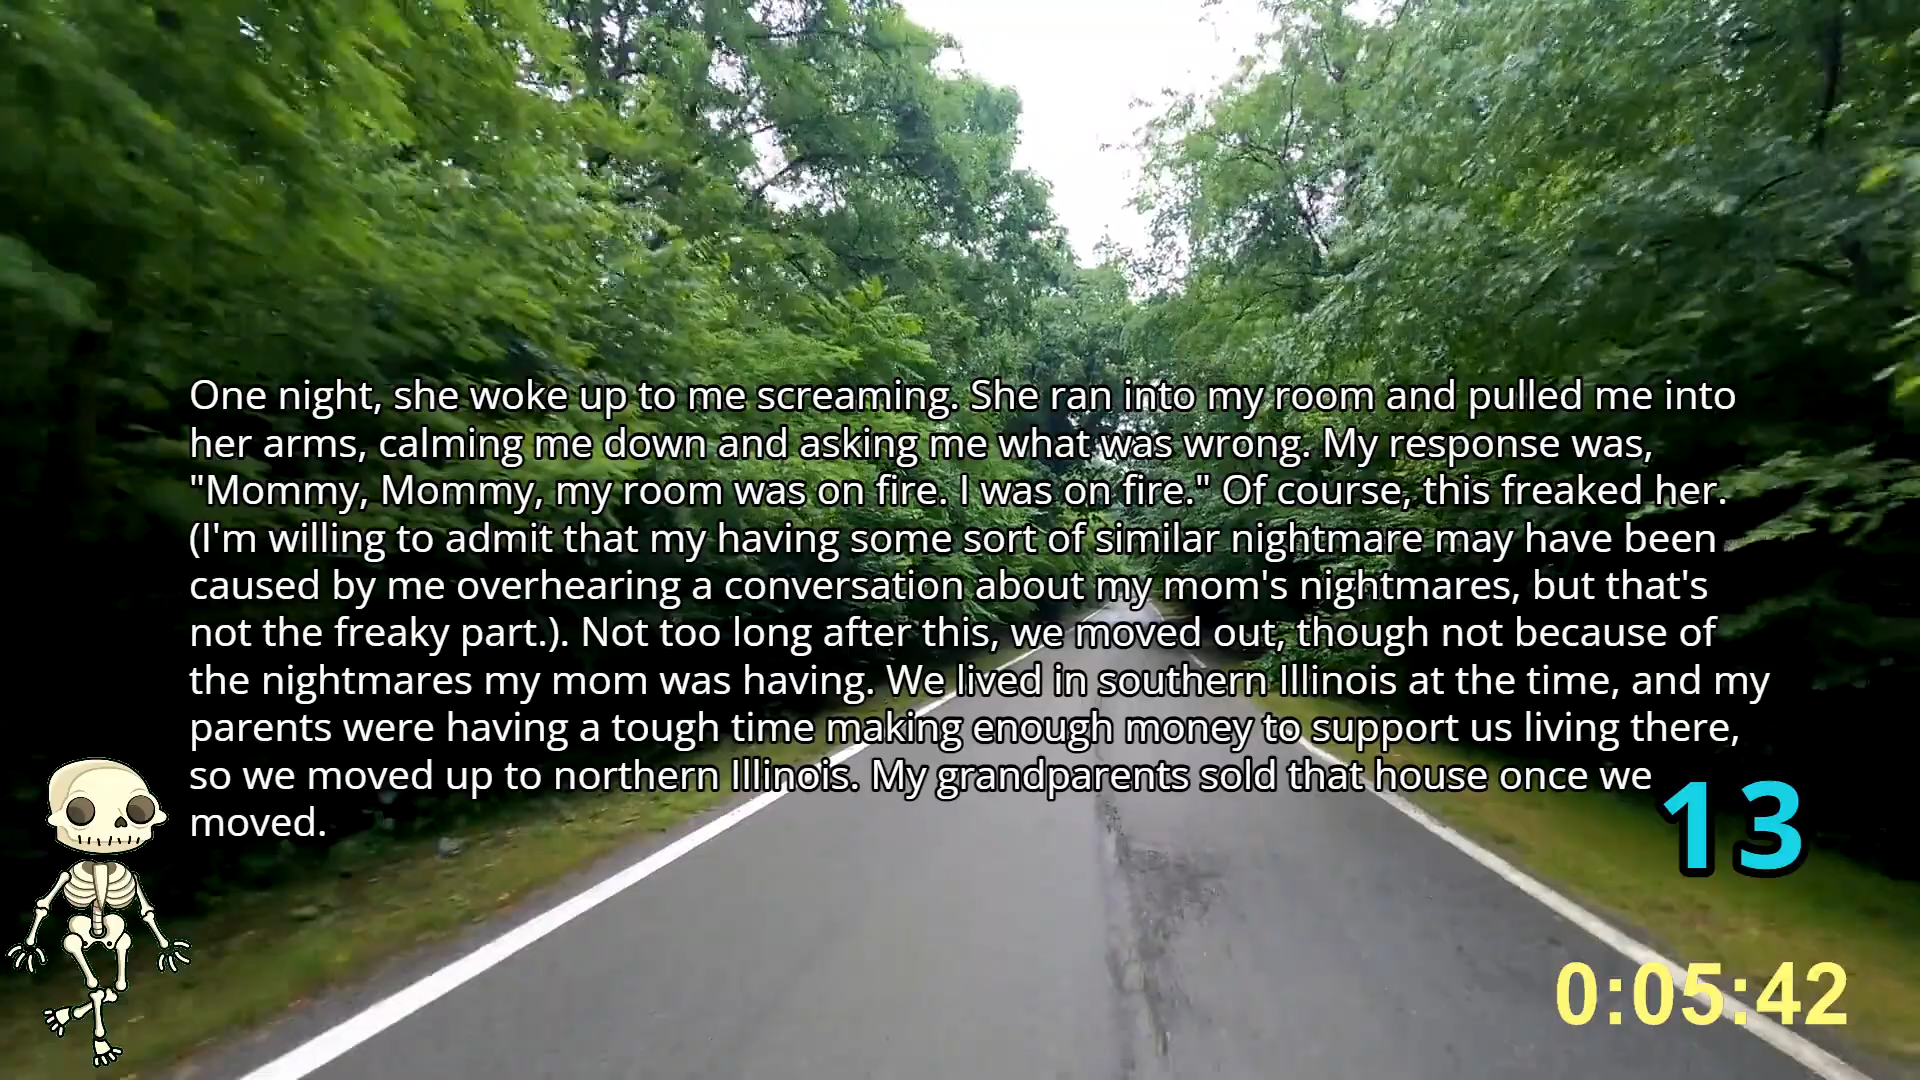 One night, she woke up to me screaming. She ran into my room and pulled me into
her arms, calming me down and asking me what was wrong. My response was,
"Mommy, Mommy, my room was on fire. I was on fire." Of course, this freaked her.
(I'm willing to admit that my having some sort of similar nightmare may have been
caused by me overhearing a conversation about my mom's nightmares, but that's
not the freaky part.). Not too long after this, we moved out, though not because of
the nightmares my mom was having. We lived in southern Illinois at the time, and my
parents were having a tough time making enough money to support us living there,
so we moved up to northern Illinois. My grandparents sold that house once we
moved.
13
0:05:42